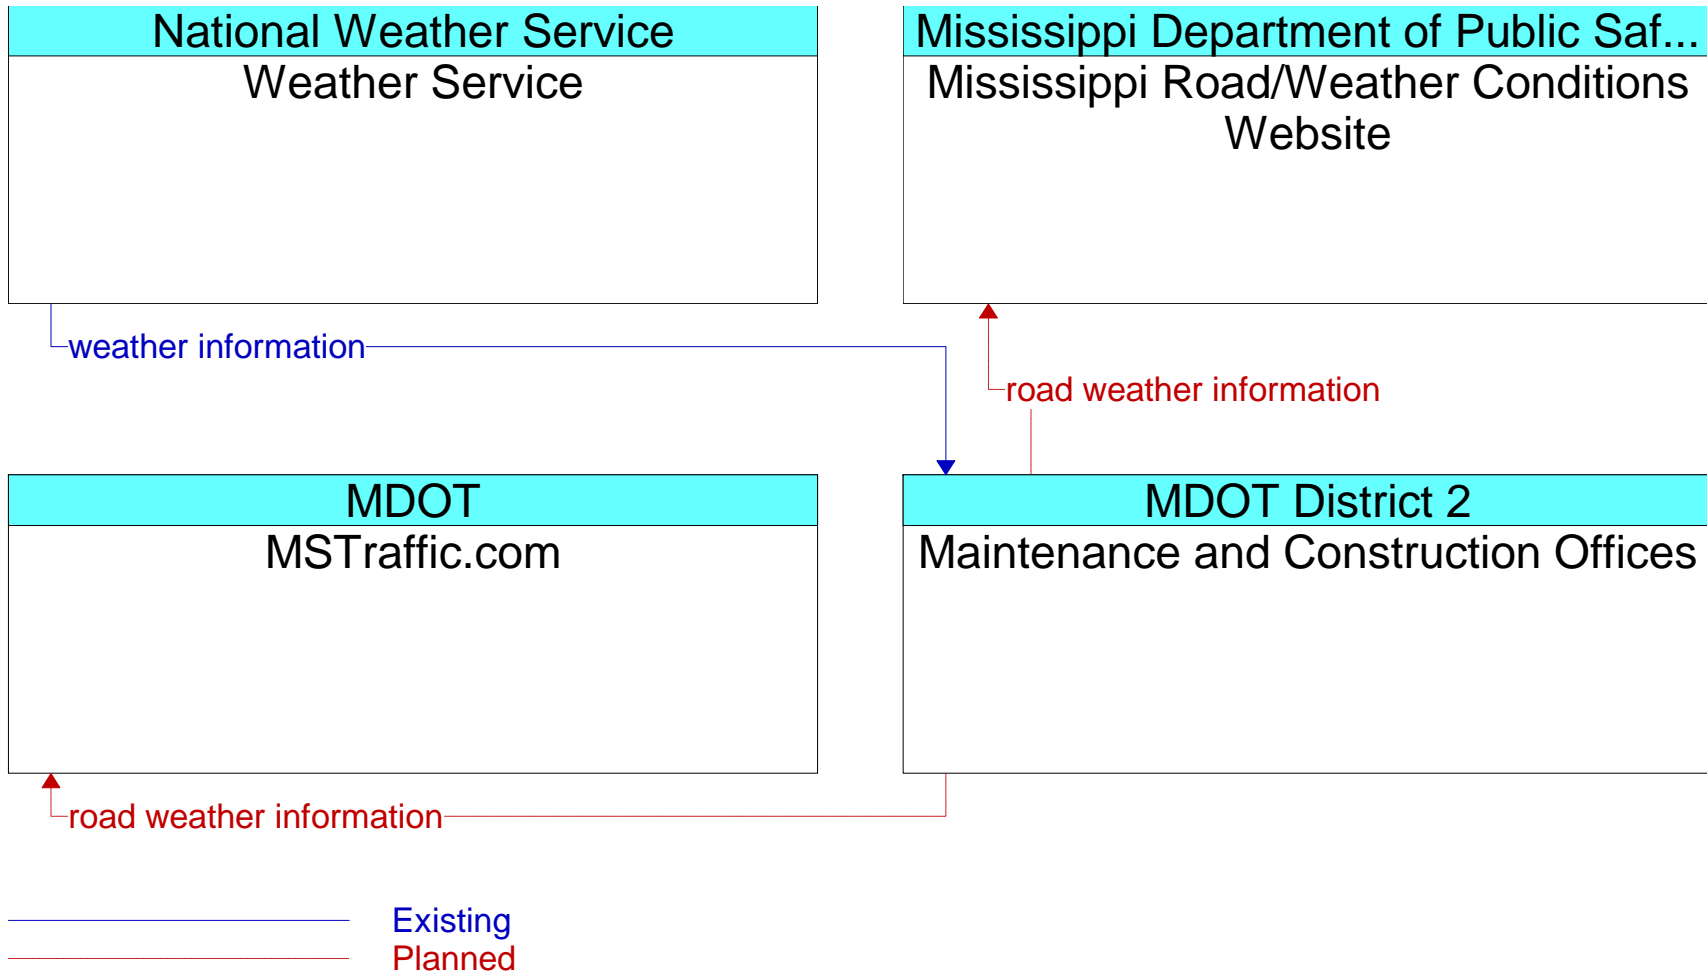 National Weather Service
Weather Service
Mississippi Department of Public Saf...
Mississippi Road/Weather Conditions
Website
weather information
road weather information
MDOT
MSTraffic.com
MDOT District 2
Maintenance and Construction Offices
road weather information
Existing
Planned